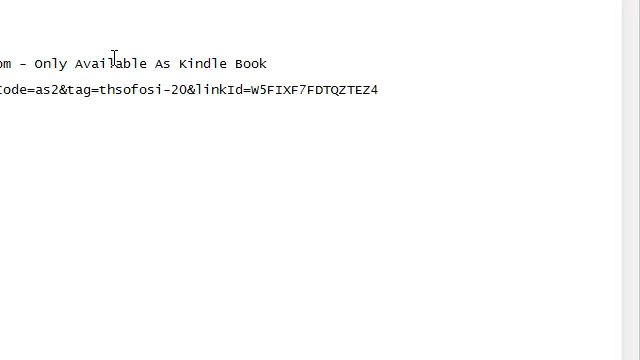 om - Only Available As Kindle Book
Code=as2&tag=thsofosi-20&linkId=W5FIXF7FDTQZTEZ4